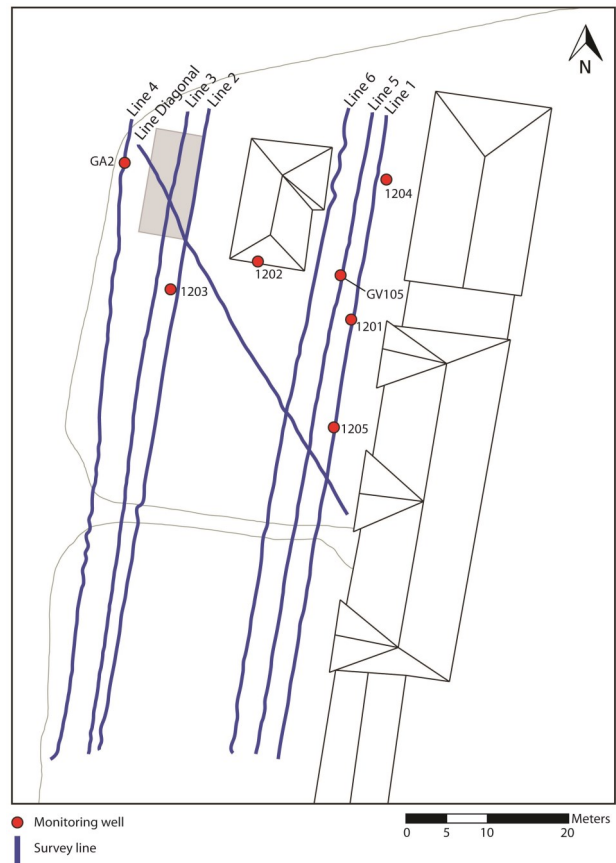 N
Line 4
Line Diagonal
Line 3
Line 2
Line 6
Line 5
Line 1
GA2
1204
1202
1203
GV105
1201
1205
Monitoring well
Survey line
Meters
0 5 10 20